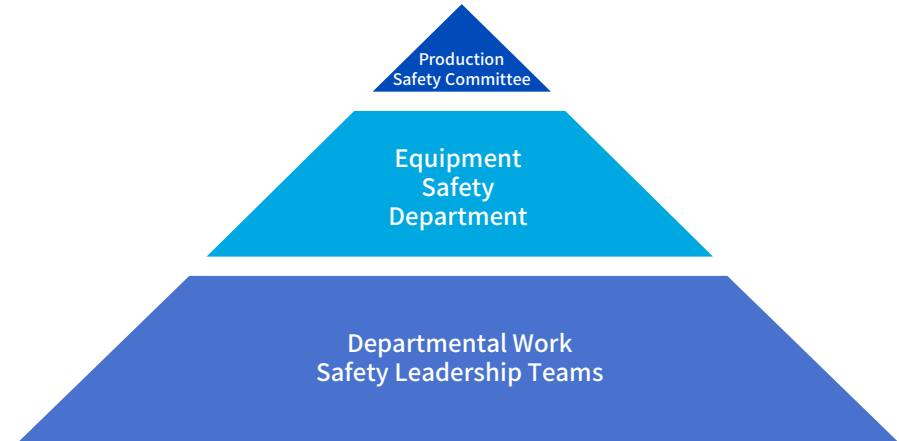 Production
Safety Committee
Equipment
Safety
Department
Departmental Work
Safety Leadership Teams